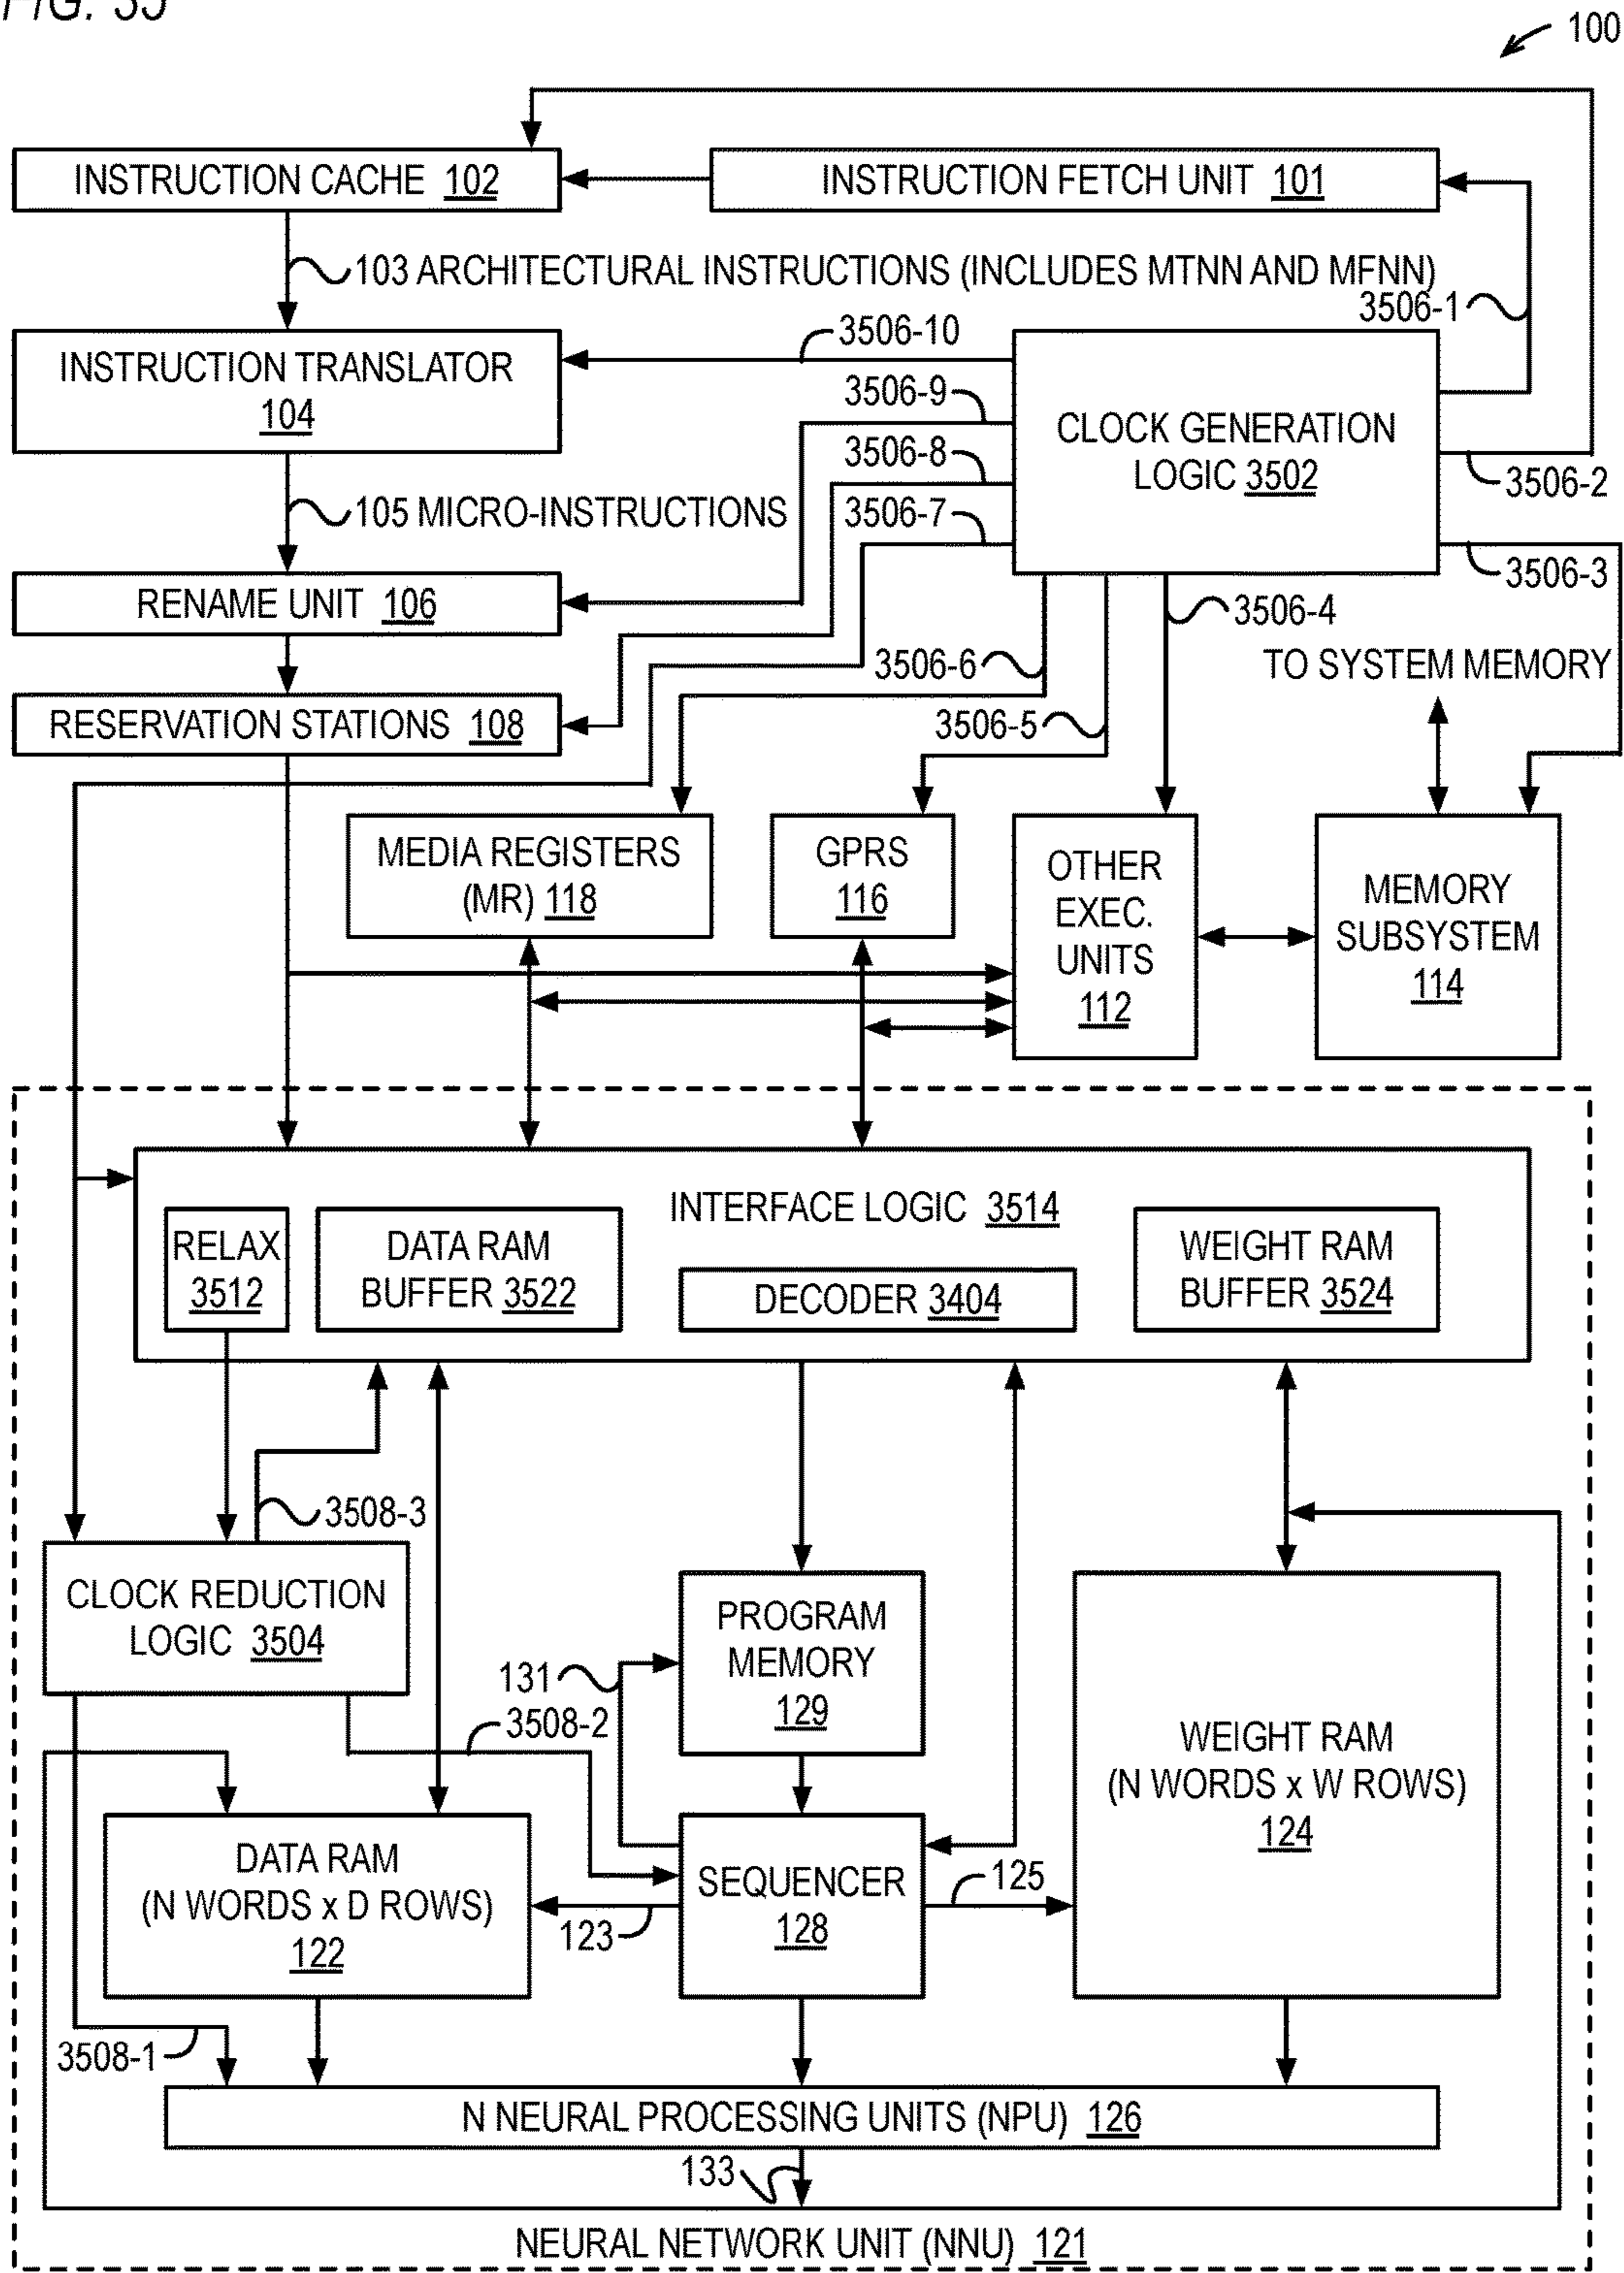 FIG. 35
100
INSTRUCTION CACHE 102
INSTRUCTION FETCH UNIT 101
103 ARCHITECTURAL INSTRUCTIONS (INCLUDES MTNN AND MFNN)
3506-1
3506-10
INSTRUCTION TRANSLATOR
104
3506-9
CLOCK GENERATION
LOGIC 3502
3506-8
3506-2
105 MICRO-INSTRUCTIONS
3506-7
3506-3
RENAME UNIT 106
3506-4
3506-6
TO SYSTEM MEMORY
RESERVATION STATIONS 108
3506-5
MEDIA REGISTERS
(MR) 118
GPRS
116
OTHER
EXEC.
UNITS
112
MEMORY
SUBSYSTEM
114
INTERFACE LOGIC 3514
RELAX
3512
DATA RAM
BUFFER 3522
DECODER 3404
WEIGHT RAM
BUFFER 3524
3508-3
CLOCK REDUCTION
LOGIC 3504
PROGRAM
MEMORY
129
131
3508-2
WEIGHT RAM
(N WORDS x W ROWS)
124
DATA RAM
(N WORDS x D ROWS)
122
SEQUENCER
128
125
123
3508-1
N NEURAL PROCESSING UNITS (NPU) 126
133
NEURAL NETWORK UNIT (NNU) 121